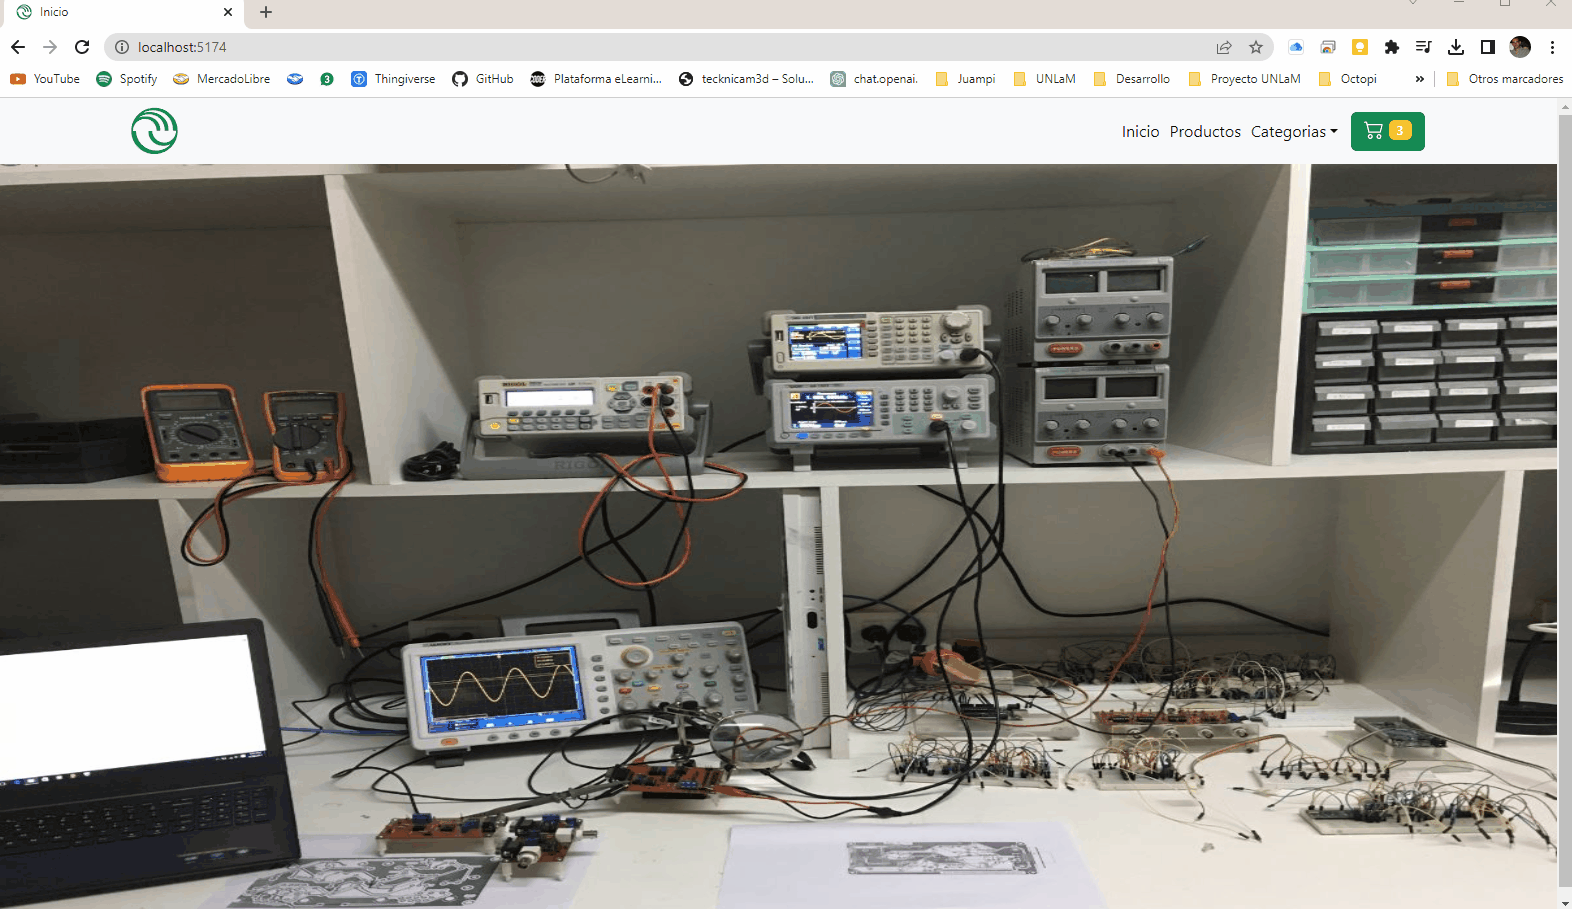 Inicio
localhost:5174
YouTube Spotify MercadoLibre 3 Thingiverse GitHub Plataforma eLearni... tecknicam3d – Solu... chat.openai. Juampi UNLaM Desarrollo Proyecto UNLaM Octopi » Otros marcadores
Inicio Productos Categorias 3
RIGOL
RIGOL